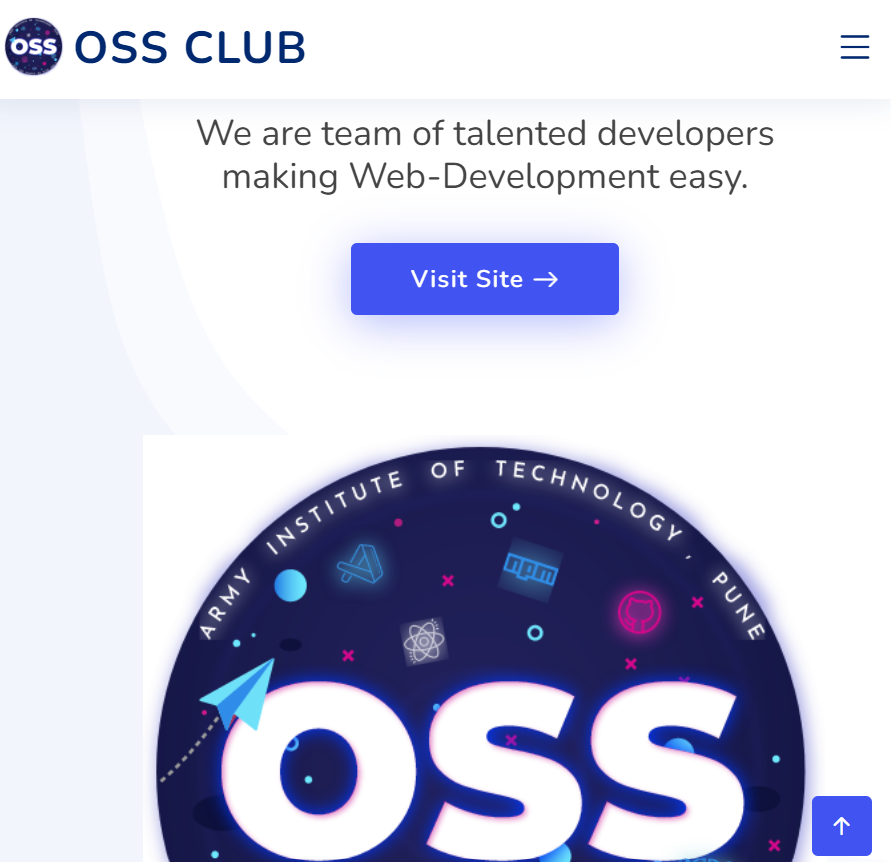 OSS
OSS CLUB
We are team of talented developers
making Web-Development easy.
Visit Site →
ARMY INSTITUTE OF TECHNOLOGY, PUNE
npm
OSS